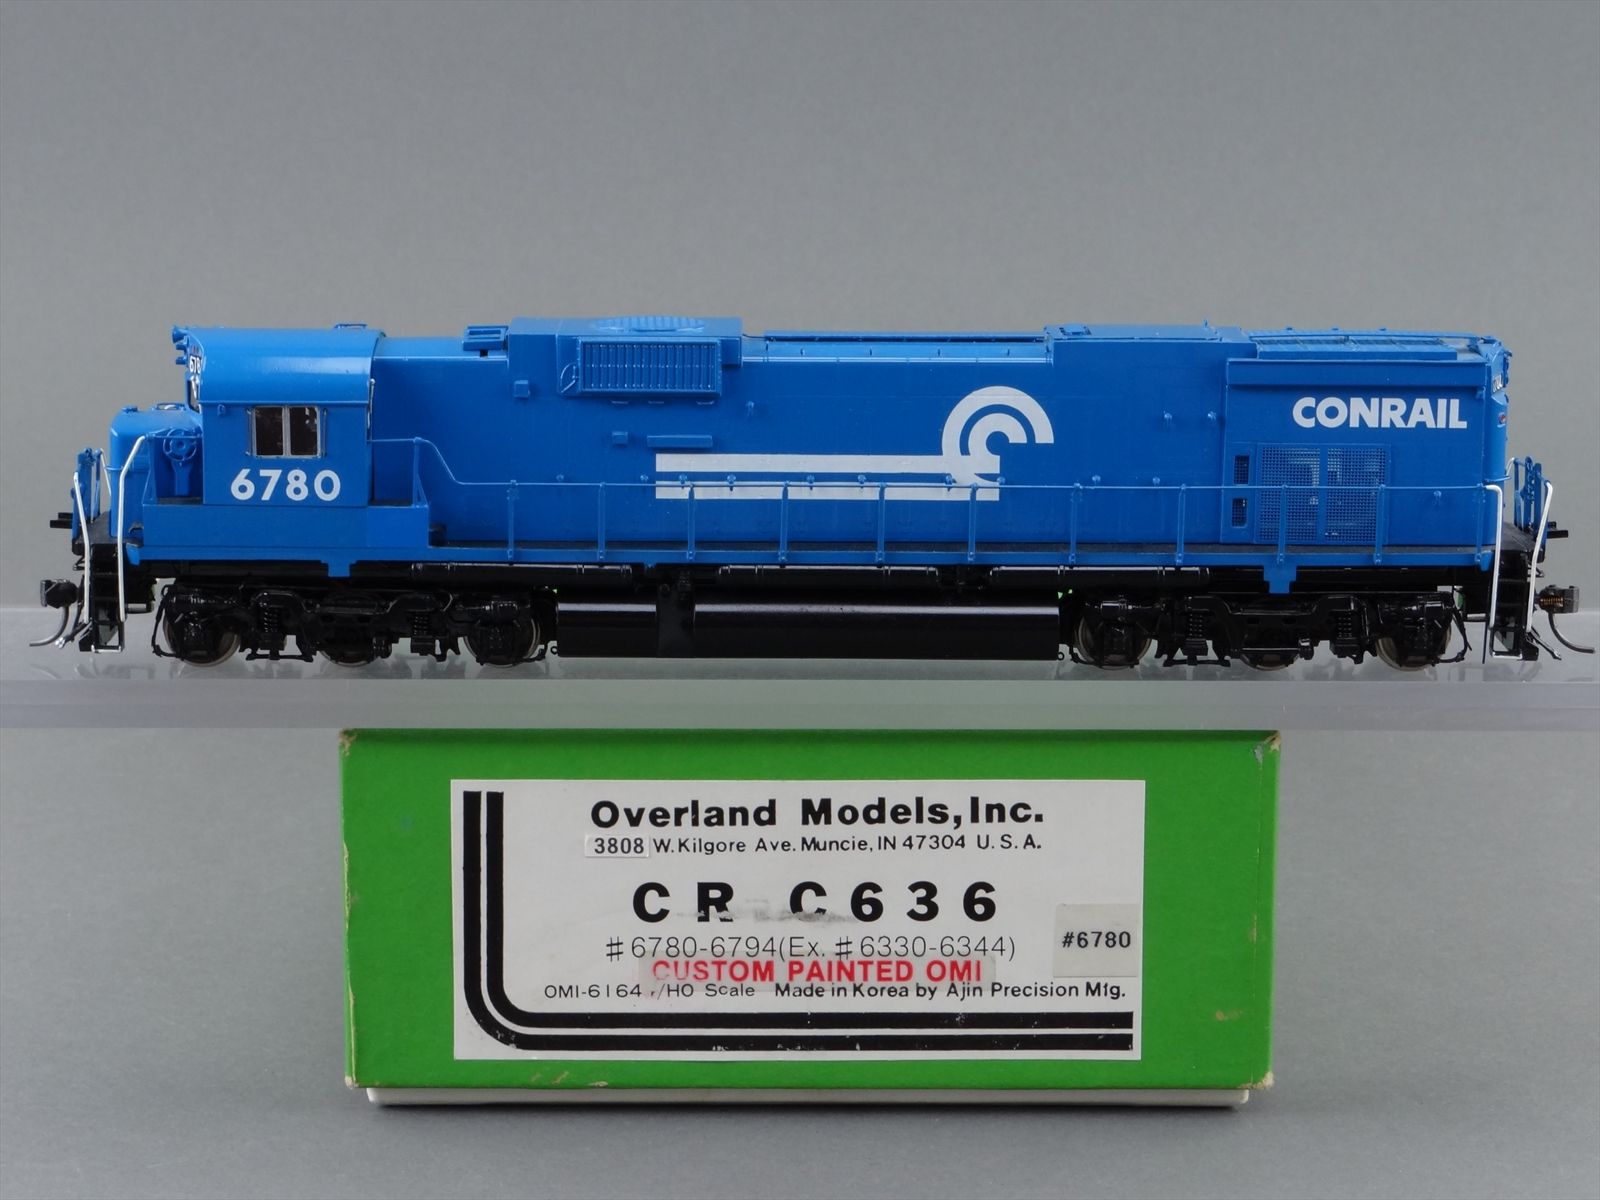 678
CONRAIL
6780
Overland Models, Inc.
3808 W. Kilgore Ave. Muncie, IN 47304 U.S.A.
CR C636
#6780-6794(Ex. #6330-6344)
#6780
CUSTOM PAINTED OMI
OMI-6164 /HO Scale Made in Korea by Ajin Precision Mfg.